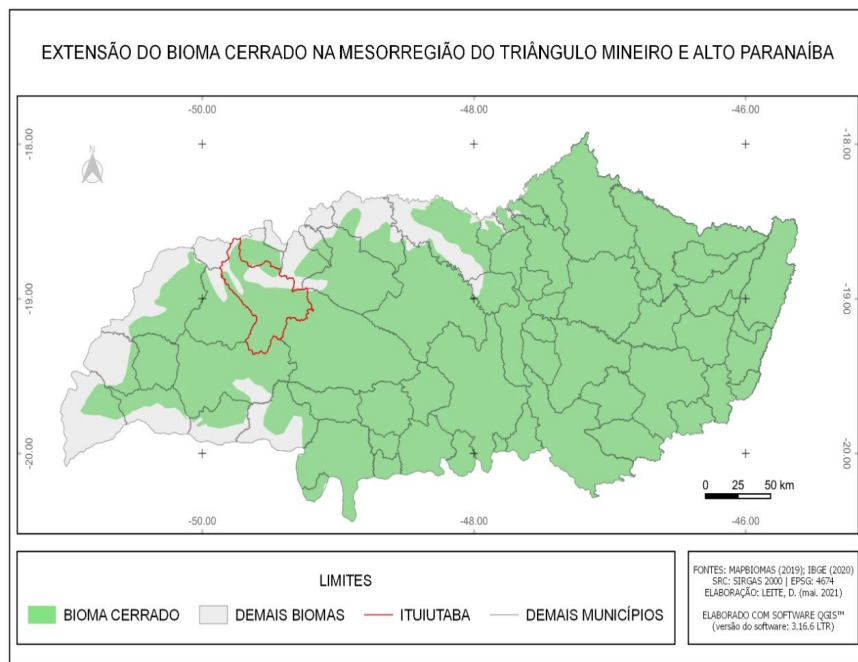 EXTENSÃO DO BIOMA CERRADO NA MESORREGIÃO DO TRIÂNGULO MINEIRO E ALTO PARANAÍBA
-50.00 -48.00 -46.00
-18.00 -18.00
N
-19.00 -19.00
-20.00 -20.00
0 25 50 km
-50.00 -48.00 -46.00
LIMITES
BIOMA CERRADO DEMAIS BIOMAS ITUIUTABA DEMAIS MUNICÍPIOS
FONTES: MAPBIOMAS (2019); IBGE (2020)
SRC: SIRGAS 2000 | EPSG: 4674
ELABORAÇÃO: LEITE, D. (mai. 2021)
ELABORADO COM SOFTWARE QGIS™
(versão do software: 3.16.6 LTR)